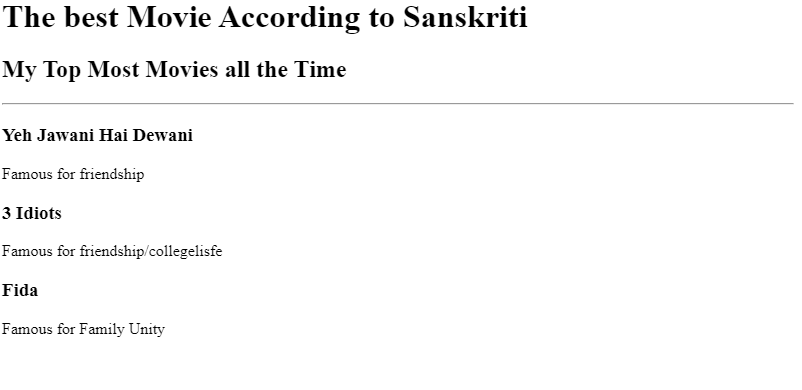 The best Movie According to Sanskriti
My Top Most Movies all the Time
Yeh Jawani Hai Dewani
Famous for friendship
3 Idiots
Famous for friendship/collegelisfe
Fida
Famous for Family Unity